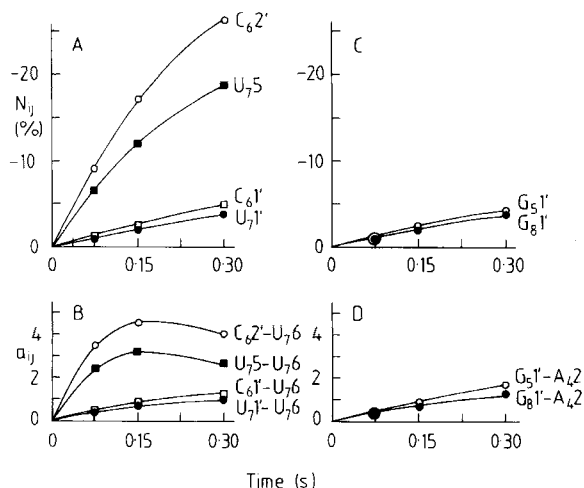 A
-20
N_ij
(%)
-10
0
0
0·15
0·30
C₆2'
U₇5
C₆1'
U₇1'
C
-20
-10
0
0
0·15
0·30
G₅1'
G₈1'
B
4
a_ij
2
0
0
0·15
0·30
C₆2'-U₇6
U₇5-U₇6
C₆1'-U₇6
U₇1'-U₇6
D
4
2
0
0
0·15
0·30
G₅1'-A₄2
G₈1'-A₄2
Time (s)